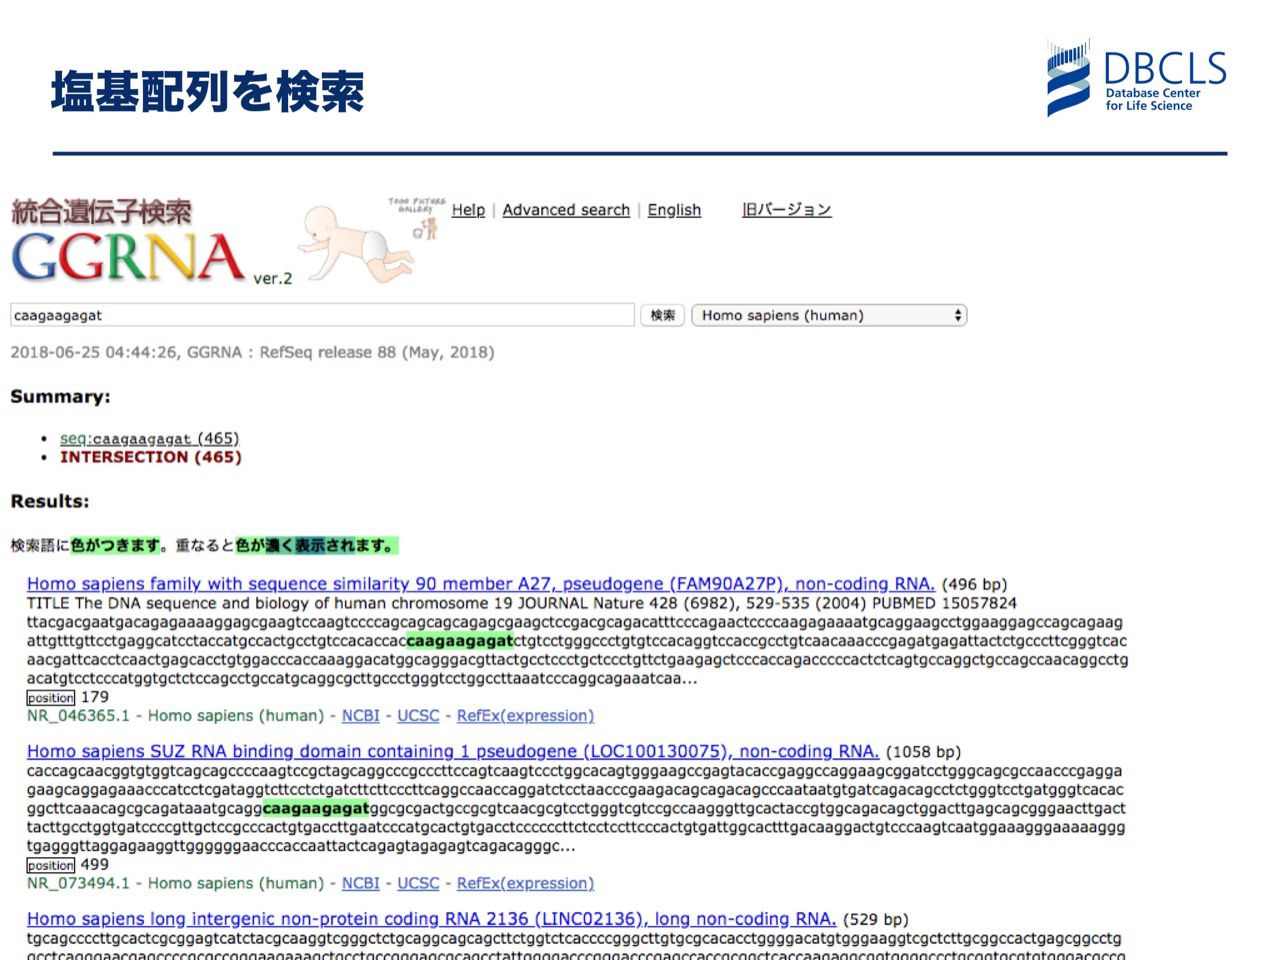 塩基配列を検索
DBCLS
Database Center
for Life Science
統合遺伝子検索
GGRNA ver.2
TOGO PICTURE
GALLERY
Help | Advanced search | English 旧バージョン
caagaagagat 検索 Homo sapiens (human)
2018-06-25 04:44:26, GGRNA : RefSeq release 88 (May, 2018)
Summary:
• seq:caagaagagat (465)
• INTERSECTION (465)
Results:
検索語に色がつきます。重なると色が濃く表示されます。
Homo sapiens family with sequence similarity 90 member A27, pseudogene (FAM90A27P), non-coding RNA. (496 bp)
TITLE The DNA sequence and biology of human chromosome 19 JOURNAL Nature 428 (6982), 529-535 (2004) PUBMED 15057824
ttacgacgaatgacagagaaaaggagcgaagtccaagtccccagcagcagcagagcgaagctccgacgcagacatttcccagaactccccaagagaaaatgcaggaagcctggaaggagccagcagaag
attgtttgttcctgaggcatcctaccatgccactgcctgtccacaccaccaagaagagatctgtcctgggccctgtgtccacaggtccaccgcctgtcaacaacccgagatgagattactctgcccttcgggtcac
aacgattcacctcaactgagcacctgtggacccaccaaaggacatggcagggacgttactgcctccctgctccctgttctgaagagctcccaccagacccccactctcagtgccaggctgccagccaacaggcctg
acatgtcctcccatggtgctctccagcctgccatgcaggcgcttgccctgggtcctggccttaaatcccaggcagaaatcaa...
position 179
NR_046365.1 - Homo sapiens (human) - NCBI - UCSC - RefEx(expression)
Homo sapiens SUZ RNA binding domain containing 1 pseudogene (LOC100130075), non-coding RNA. (1058 bp)
caccagcaacggtgtggtcagcagccccaagtccgctagcaggcccgcccttccagtcaagtccctggcacagtgggaagccgagtacaccgaggccaggaagcggatcctgggcagcgccaacccgagga
gaagcaggagaaacccatcctcgataggtcttcctctgatcttcttcccttcaggccaaccaggatctcctaacccgaagacagcagacagcccaataatgtgatcagacagcctctgggtcctgatgggtcacac
ggcttcaaacagcgcagataaatgcaggcaagaagagatggcgcgactgccgcgtcaacgcgtcctgggtcgtccgccaagggttgcactaccgtggcagacagctggacttgagcagcgggaacttgact
tacttgcctggtgatccccgttgctccgcccactgtgaccttgaatcccatgcactgtgacctcccccccttctcctccttcccactgtgattggcactttgacaaggactgtcccaagtcaatggaaagggaaaaaggg
tgagggttaggagaaggttggggggaacccaccaattactcagagtagagagtcagacagggc...
position 499
NR_073494.1 - Homo sapiens (human) - NCBI - UCSC - RefEx(expression)
Homo sapiens long intergenic non-protein coding RNA 2136 (LINC02136), long non-coding RNA. (529 bp)
tgcagccccttgcactcgcggagtcatctacgcaaggtcgggctctgcaggcagcagcttctggtctcaccccgggcttgtgcgcacacctggggacatgtgggaaggtcgctcttgcggccactgagcggcctg